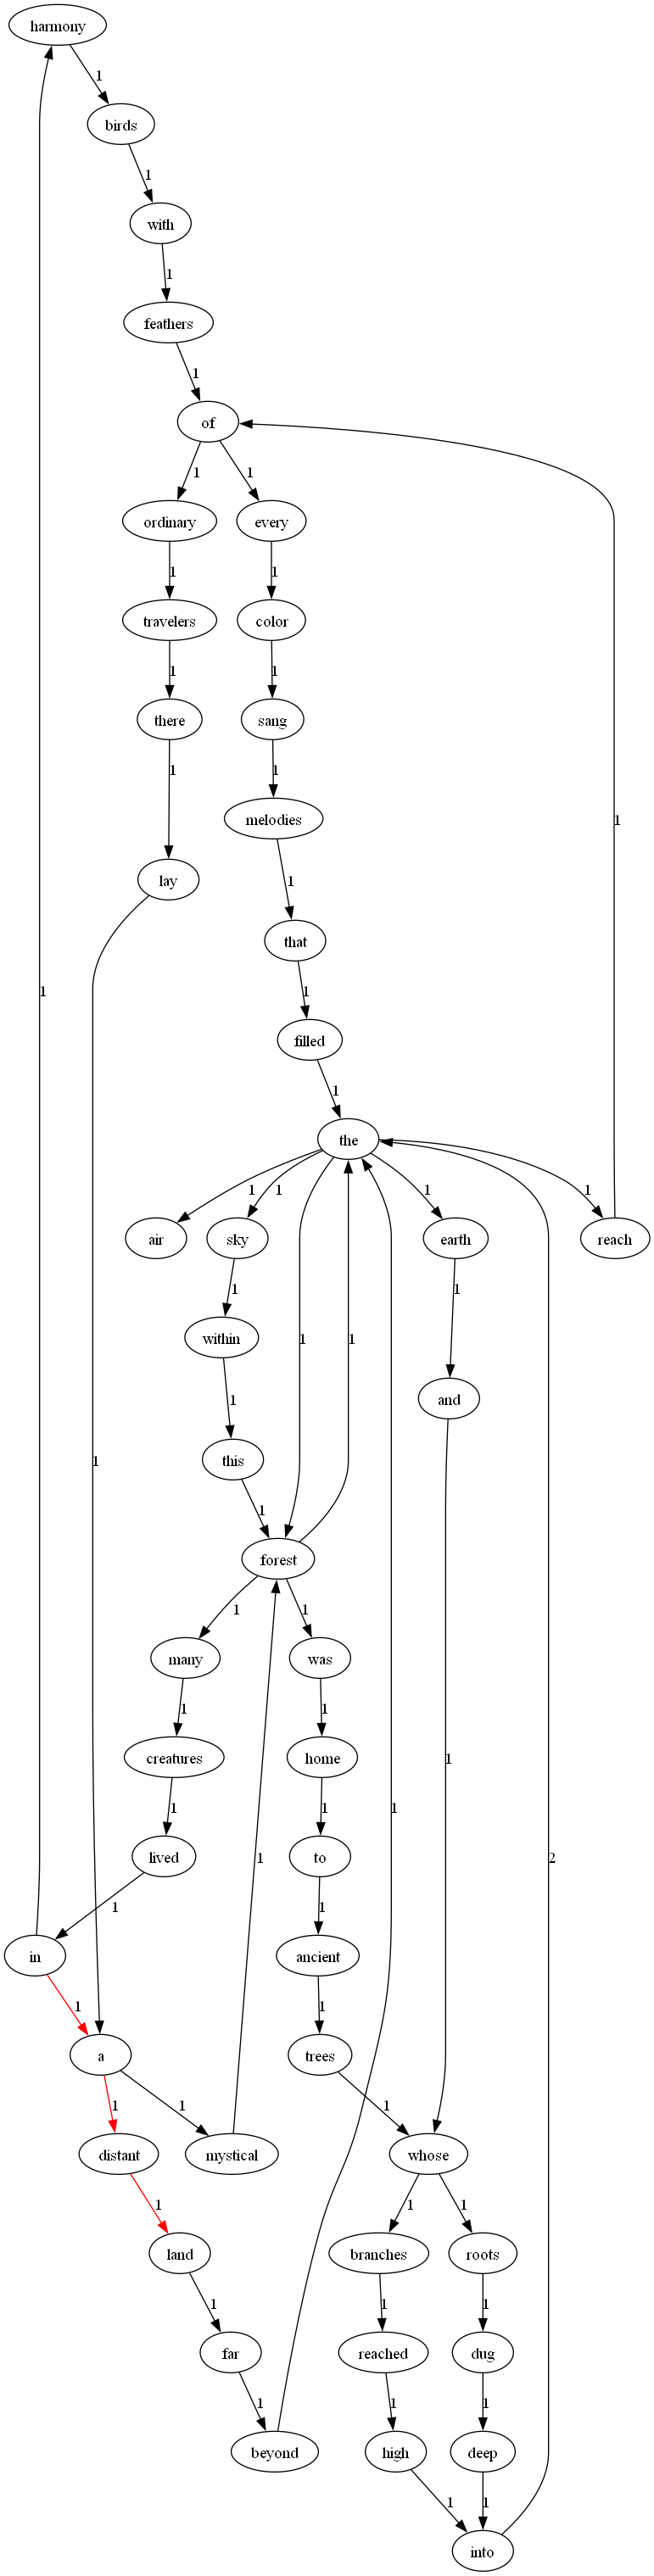 harmony
1
birds
1
with
1
feathers
1
of
1 1
ordinary every
1 1
travelers color
1 1
there sang
1 1
melodies
1
lay
that
1
filled
1
the
1 1 1 1
air sky earth reach
1 1
within
1 1
and
this
1
forest
1 1
many was
1 1
creatures home
1 1
lived to
1 1
in ancient
1 1
a trees
1 1 1
distant mystical whose
1 1 1
land branches roots
1 1 1
far reached dug
1 1 1
beyond high deep
1 1
into
1
1
1
1
1
1
1
2